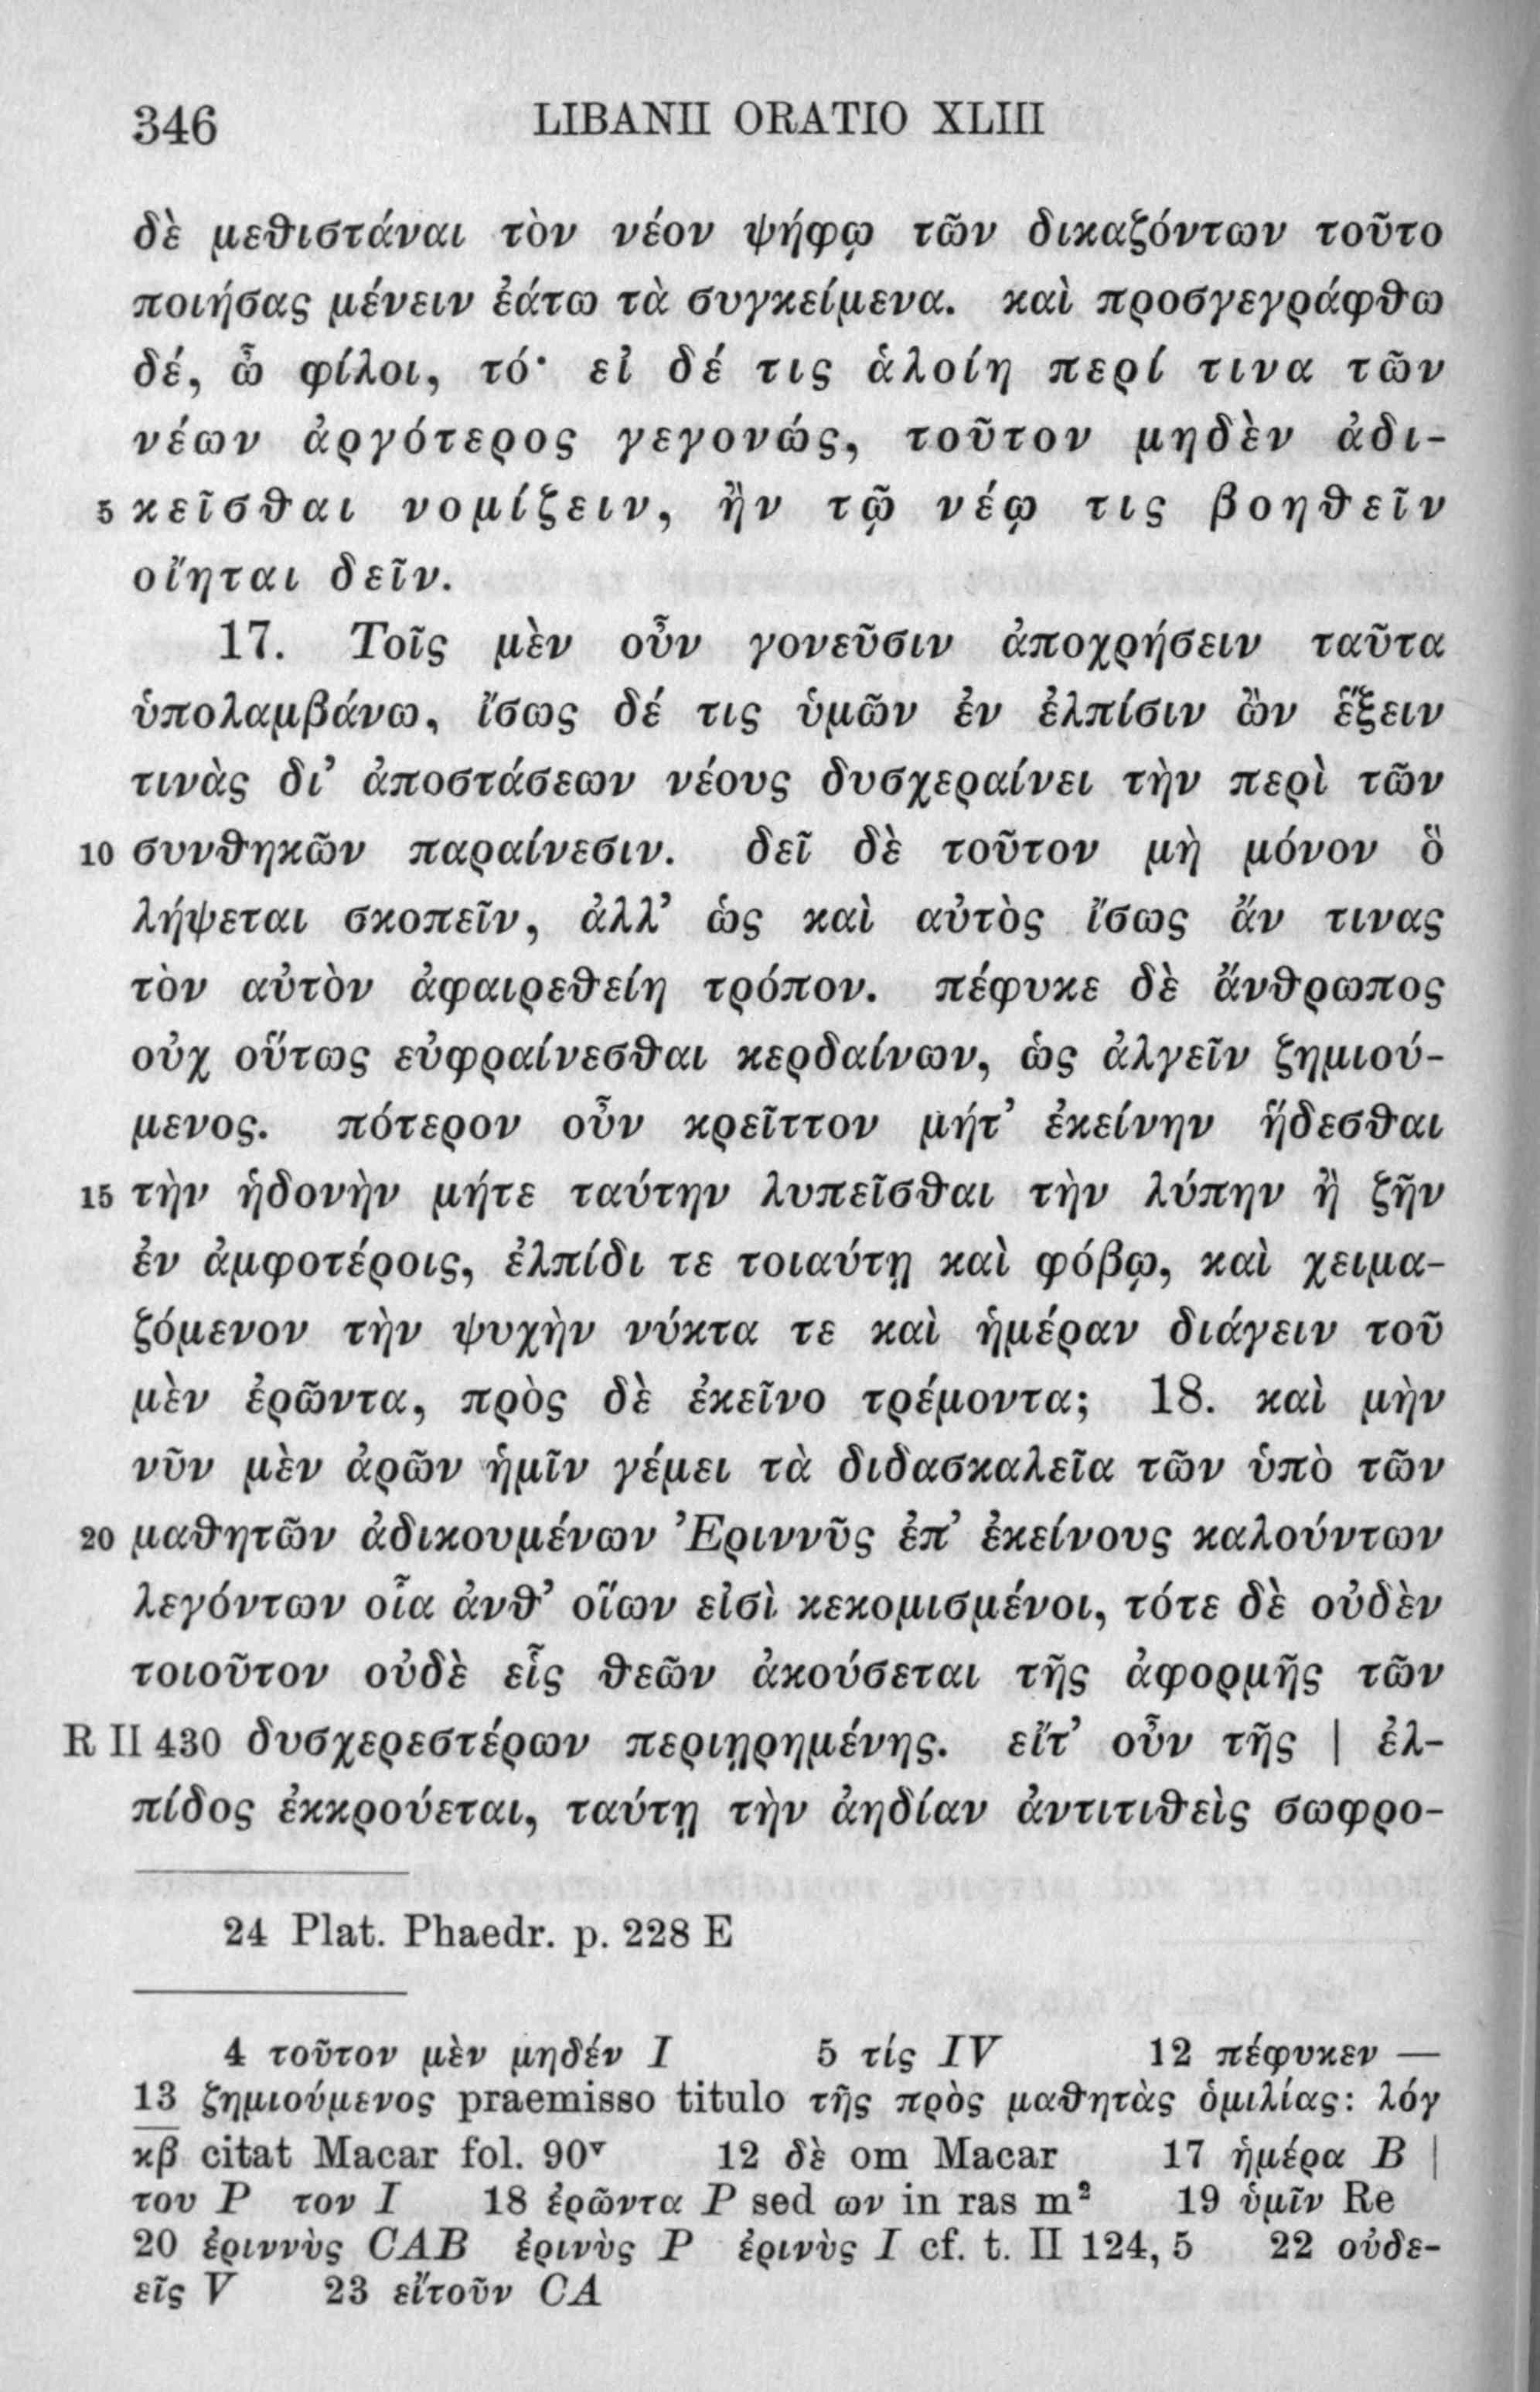 346 LIBANII ORATIO XLIII
δὲ μεθιστάναι τὸν νέον ψήφῳ τῶν δικαζόντων τοῦτο
ποιήσας μένειν ἐάτω τὰ συγκείμενα. καὶ προσγεγράφθω
δέ, ὦ φίλοι, τό· εἰ δέ τις ἁλοίη περί τινα τῶν
νέων ἀργότερος γεγονώς, τοῦτον μηδὲν ἀδι-
5 κεῖσθαι νομίζειν, ἢν τῷ νέῳ τις βοηθεῖν
οἴηται δεῖν.
17. Τοῖς μὲν οὖν γονεῦσιν ἀποχρήσειν ταῦτα
ὑπολαμβάνω, ἴσως δέ τις ὑμῶν ἐν ἐλπίσιν ὢν ἕξειν
τινὰς δι’ ἀποστάσεων νέους δυσχεραίνει τὴν περὶ τῶν
10 συνθηκῶν παραίνεσιν. δεῖ δὲ τοῦτον μὴ μόνον ὃ
λήψεται σκοπεῖν, ἀλλ’ ὡς καὶ αὐτὸς ἴσως ἄν τινας
τὸν αὐτὸν ἀφαιρεθείη τρόπον. πέφυκε δὲ ἄνθρωπος
οὐχ οὕτως εὐφραίνεσθαι κερδαίνων, ὡς ἀλγεῖν ζημιού-
μενος. πότερον οὖν κρεῖττον μήτ’ ἐκείνην ἥδεσθαι
15 τὴν ἡδονὴν μήτε ταύτην λυπεῖσθαι τὴν λύπην ἢ ζῆν
ἐν ἀμφοτέροις, ἐλπίδι τε τοιαύτῃ καὶ φόβῳ, καὶ χειμα-
ζόμενον τὴν ψυχὴν νύκτα τε καὶ ἡμέραν διάγειν τοῦ
μὲν ἐρῶντα, πρὸς δὲ ἐκεῖνο τρέμοντα; 18. καὶ μὴν
νῦν μὲν ἀρῶν ἡμῖν γέμει τὰ διδασκαλεῖα τῶν ὑπὸ τῶν
20 μαθητῶν ἀδικουμένων Ἐριννῦς ἐπ’ ἐκείνους καλούντων
λεγόντων οἷα ἀνθ’ οἵων εἰσὶ κεκομισμένοι, τότε δὲ οὐδὲν
τοιοῦτον οὐδὲ εἷς θεῶν ἀκούσεται τῆς ἀφορμῆς τῶν
R II 430 δυσχερεστέρων περιῃρημένης. εἴτ’ οὖν τῆς | ἐλ-
πίδος ἐκκρούεται, ταύτῃ τὴν ἀηδίαν ἀντιτιθεὶς σωφρο-
24 Plat. Phaedr. p. 228 E
4 τοῦτον μὲν μηδέν I 5 τίς IV 12 πέφυκεν —
13 ζημιούμενος praemisso titulo τῆς πρὸς μαθητὰς ὁμιλίας: λόγ
κβ citat Macar fol. 90ᵛ 12 δὲ om Macar 17 ἡμέρα B |
του P τον I 18 ἐρῶντα P sed ων in ras m² 19 ὑμῖν Re
20 ἐριννὺς CAB ἐρινὺς P ἐρινὺς I cf. t. II 124, 5 22 οὐδε-
εῖς V 23 εἴτοῦν CA